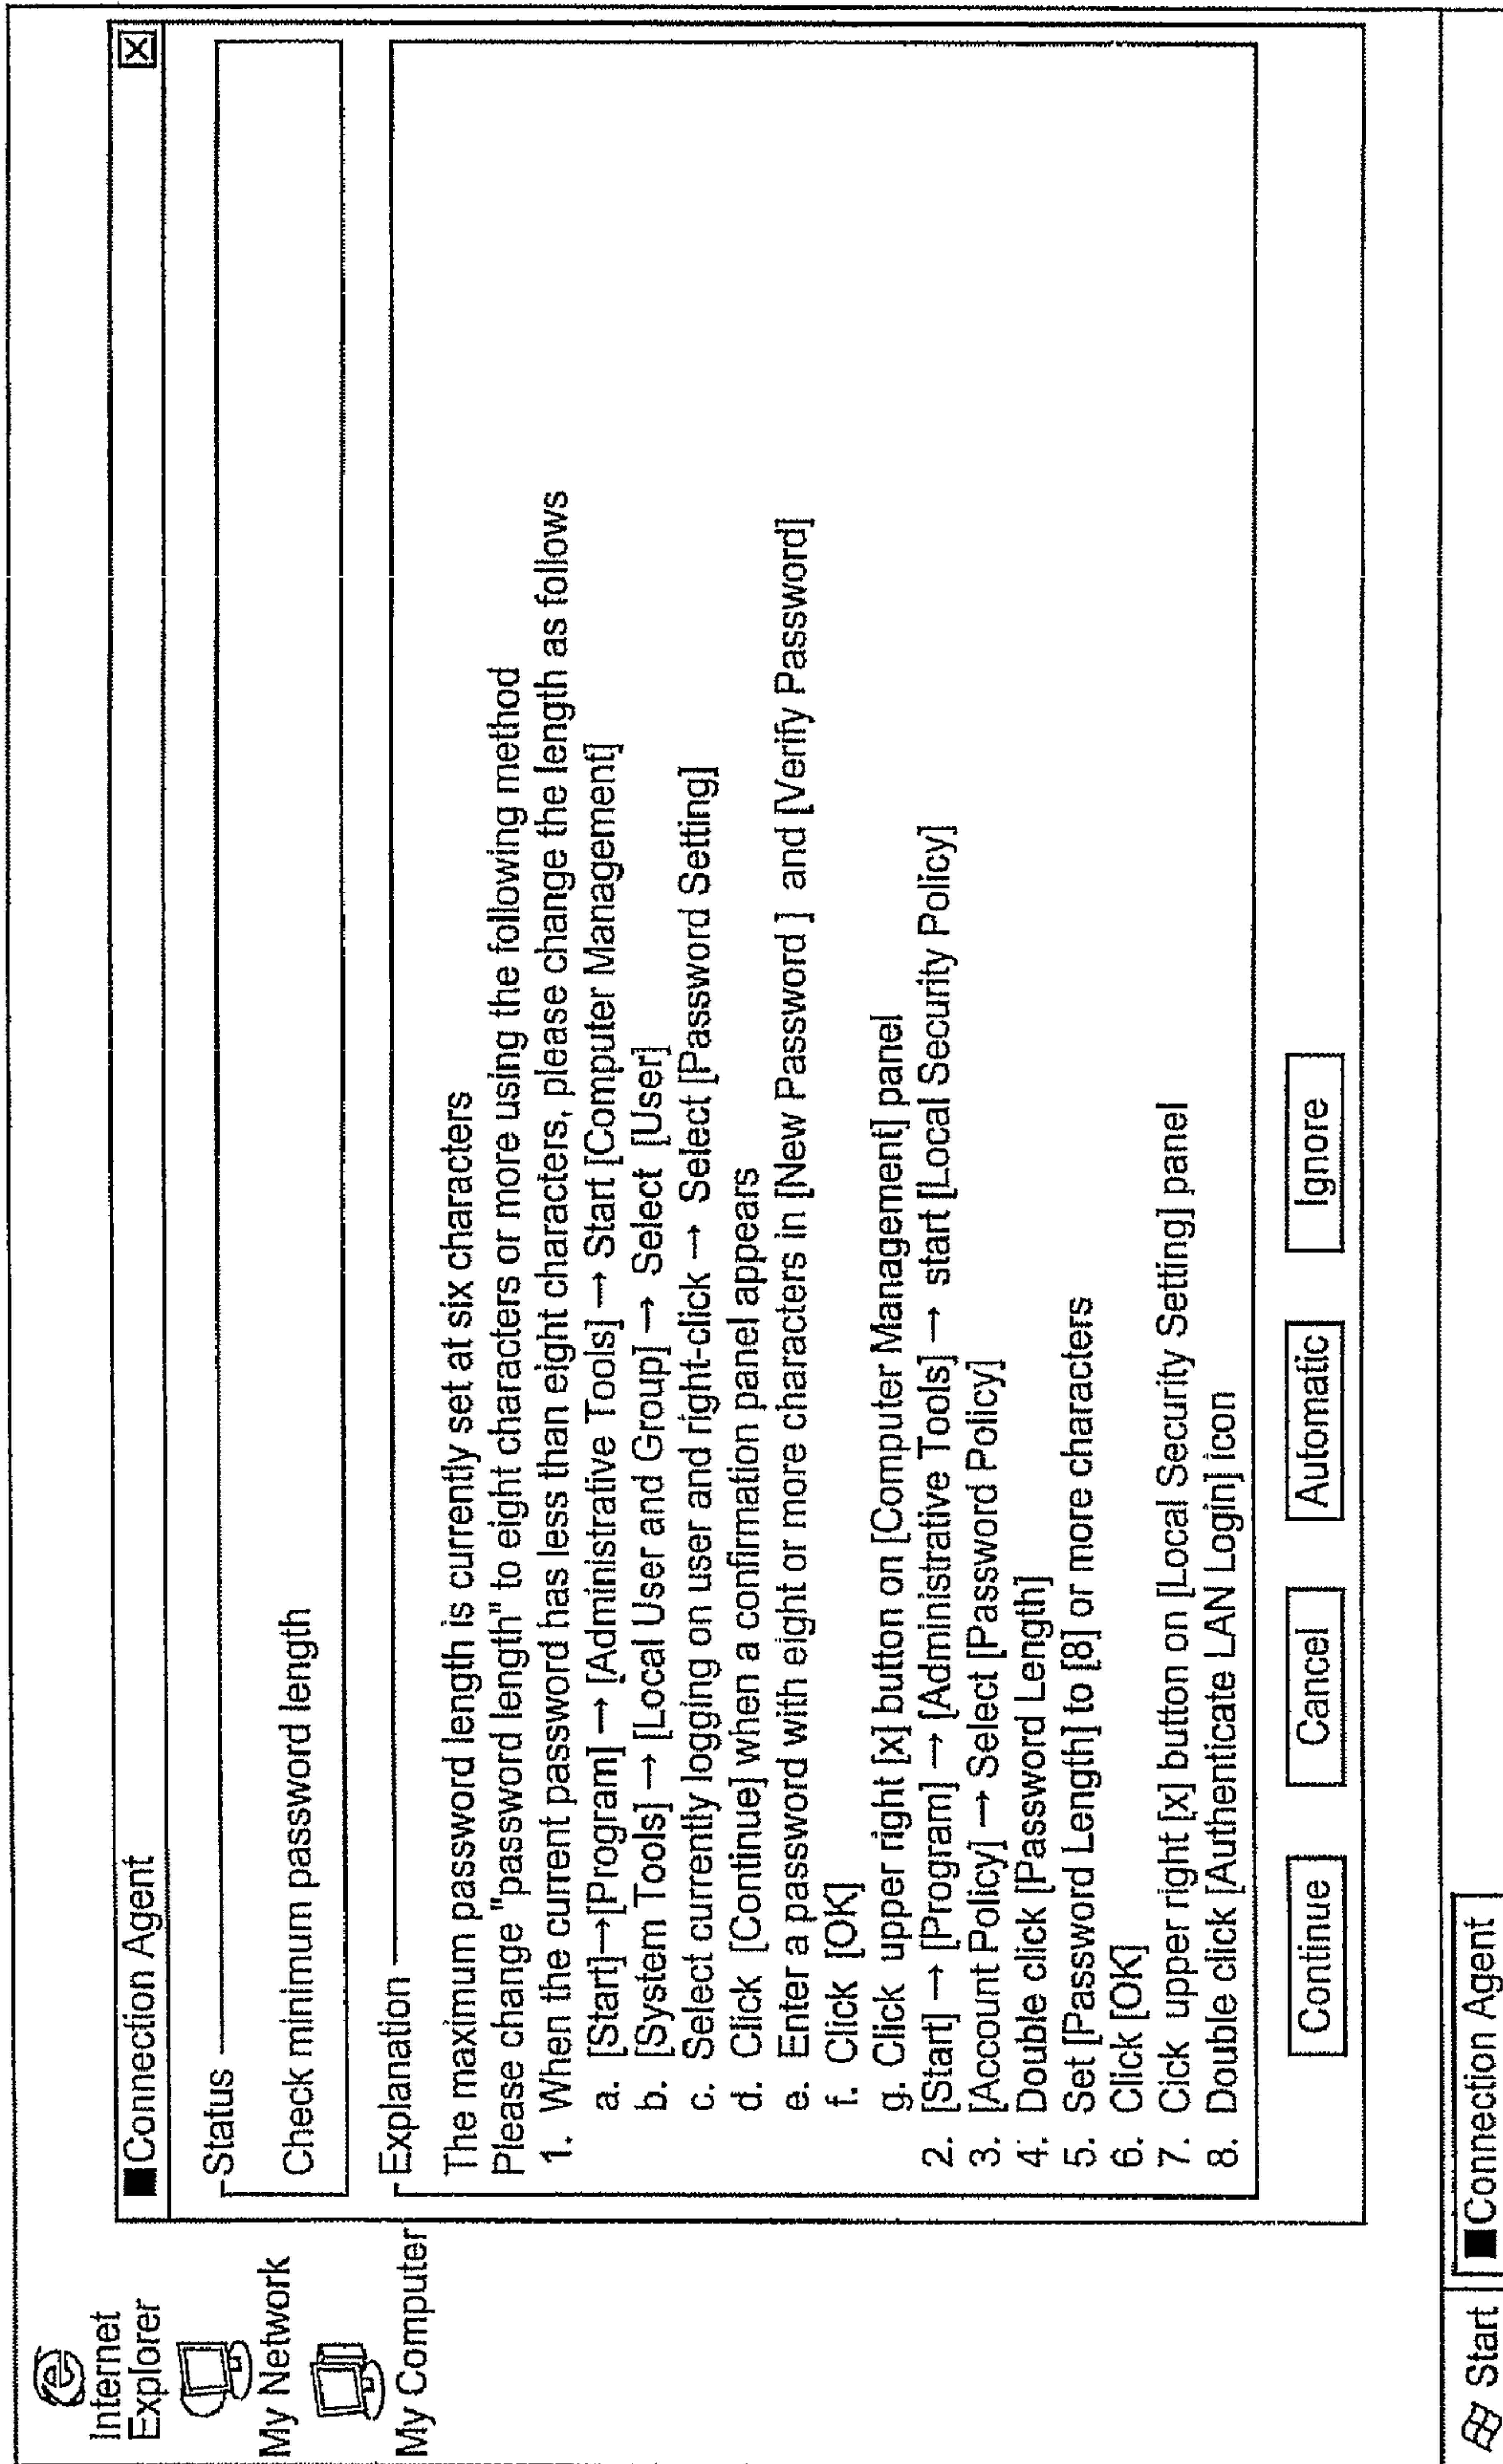 Internet
Explorer
My Network
My Computer
Connection Agent
Status
Check minimum password length
Explanation
The maximum password length is currently set at six characters
Please change "password length" to eight characters or more using the following method
1. When the current password has less than eight characters, please change the length as follows
a. [Start]→[Program] → [Administrative Tools] → Start [Computer Management]
b. [System Tools] → [Local User and Group] → Select [User]
c. Select currently logging on user and right-click → Select [Password Setting]
d. Click [Continue] when a confirmation panel appears
e. Enter a password with eight or more characters in [New Password ] and [Verify Password]
f. Click [OK]
g. Click upper right [x] button on [Computer Management] panel
2. [Start] → [Program] → [Administrative Tools] → start [Local Security Policy]
3. [Account Policy] → Select [Password Policy]
4. Double click [Password Length]
5. Set [Password Length] to [8] or more characters
6. Click [OK]
7. Cick upper right [x] button on [Local Security Setting] panel
8. Double click [Authenticate LAN Login] icon
Continue
Cancel
Automatic
Ignore
Start
Connection Agent